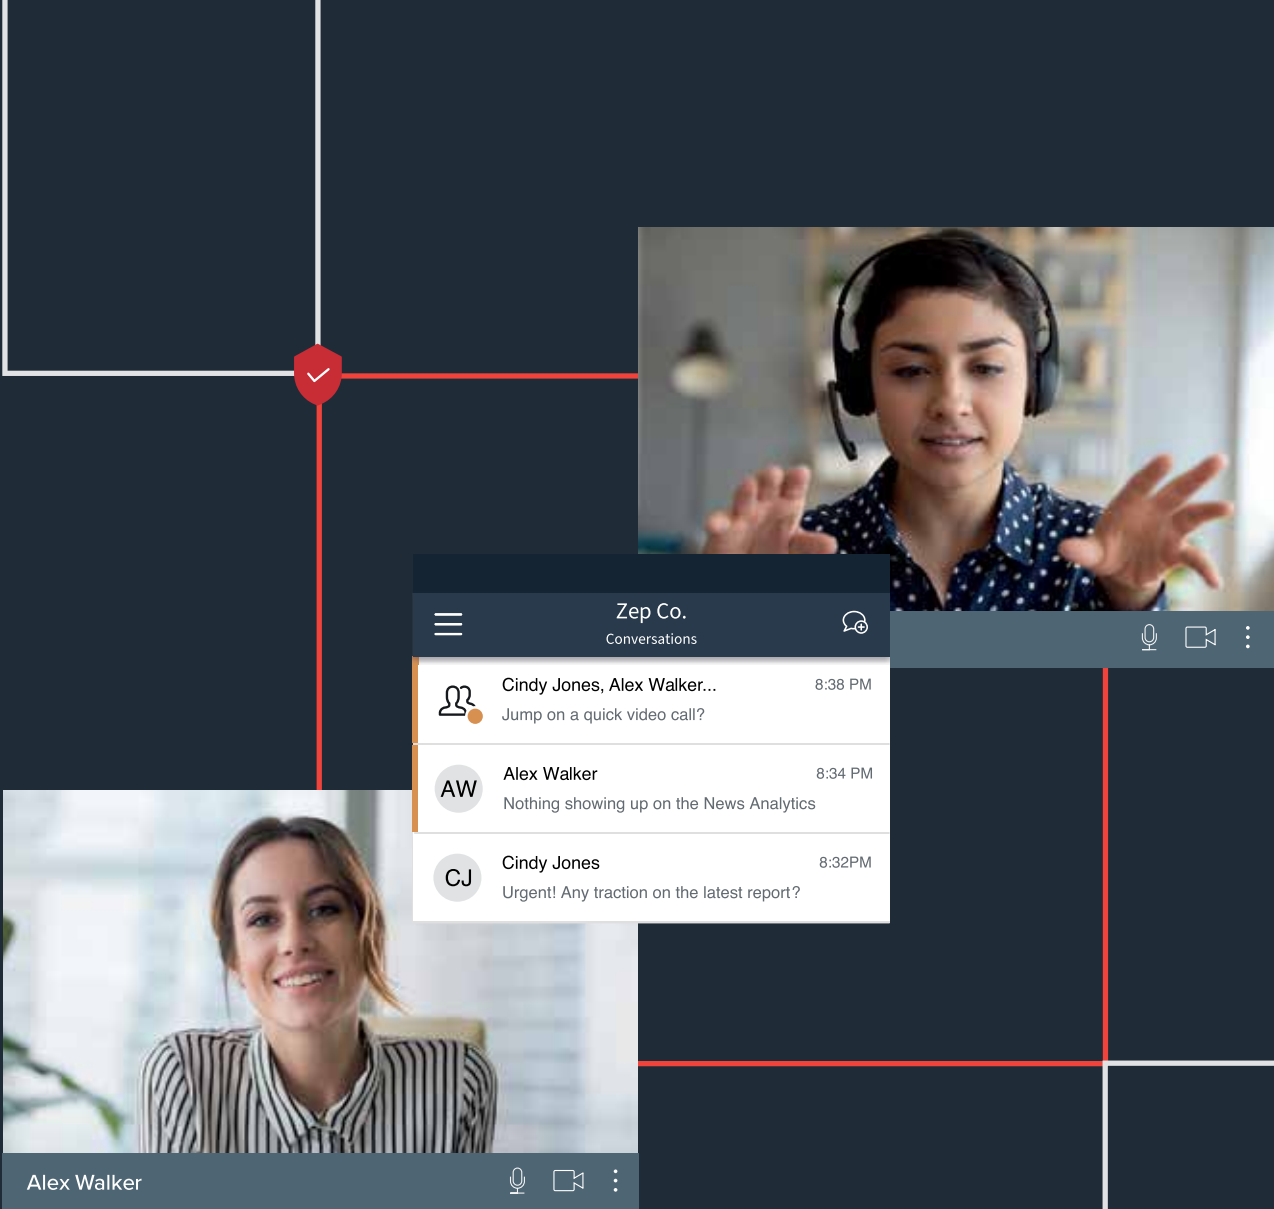 Zep Co.
Conversations
Cindy Jones, Alex Walker...
8:38 PM
Jump on a quick video call?
AW
Alex Walker
8:34 PM
Nothing showing up on the News Analytics
CJ
Cindy Jones
8:32PM
Urgent! Any traction on the latest report?
Alex Walker